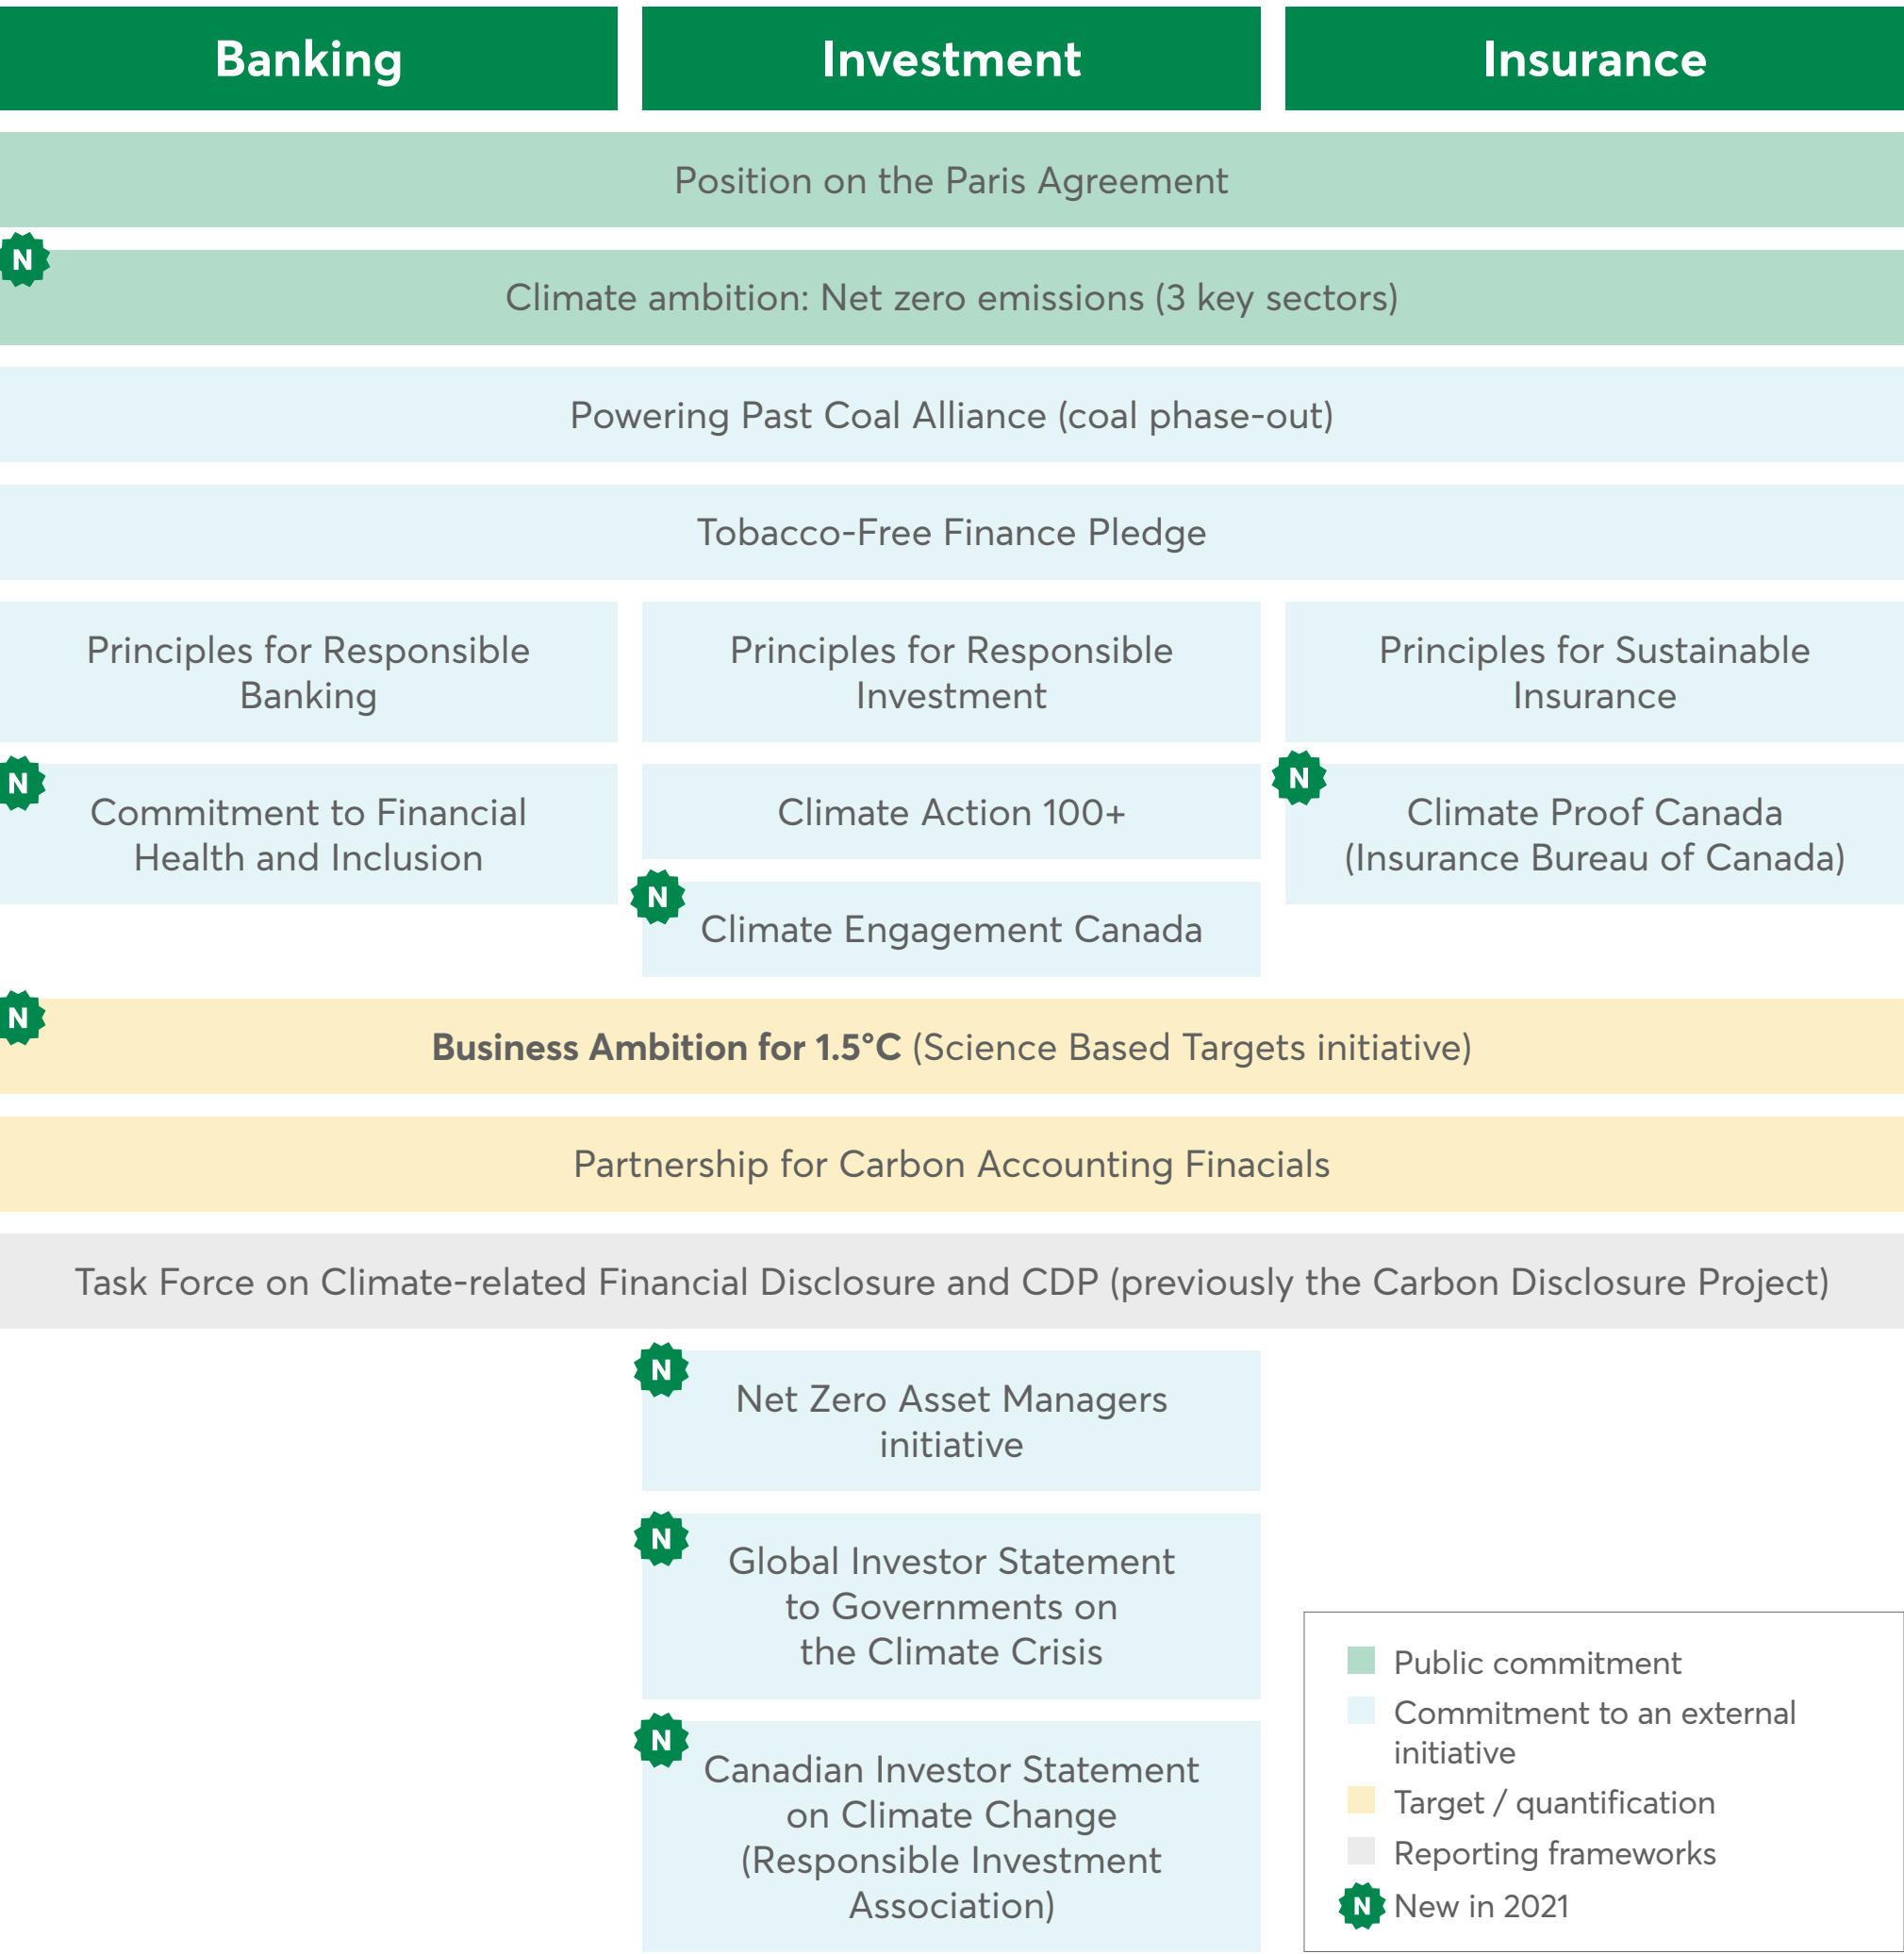 Banking
Investment
Insurance
Position on the Paris Agreement
N
Climate ambition: Net zero emissions (3 key sectors)
Powering Past Coal Alliance (coal phase-out)
Tobacco-Free Finance Pledge
Principles for Responsible
Banking
Principles for Responsible
Investment
Principles for Sustainable
Insurance
N
Commitment to Financial
Health and Inclusion
Climate Action 100+
N
Climate Proof Canada
(Insurance Bureau of Canada)
N
Climate Engagement Canada
N
Business Ambition for 1.5°C (Science Based Targets initiative)
Partnership for Carbon Accounting Finacials
Task Force on Climate-related Financial Disclosure and CDP (previously the Carbon Disclosure Project)
N
Net Zero Asset Managers
initiative
N
Global Investor Statement
to Governments on
the Climate Crisis
N
Canadian Investor Statement
on Climate Change
(Responsible Investment
Association)
Public commitment
Commitment to an external
initiative
Target / quantification
Reporting frameworks
N New in 2021